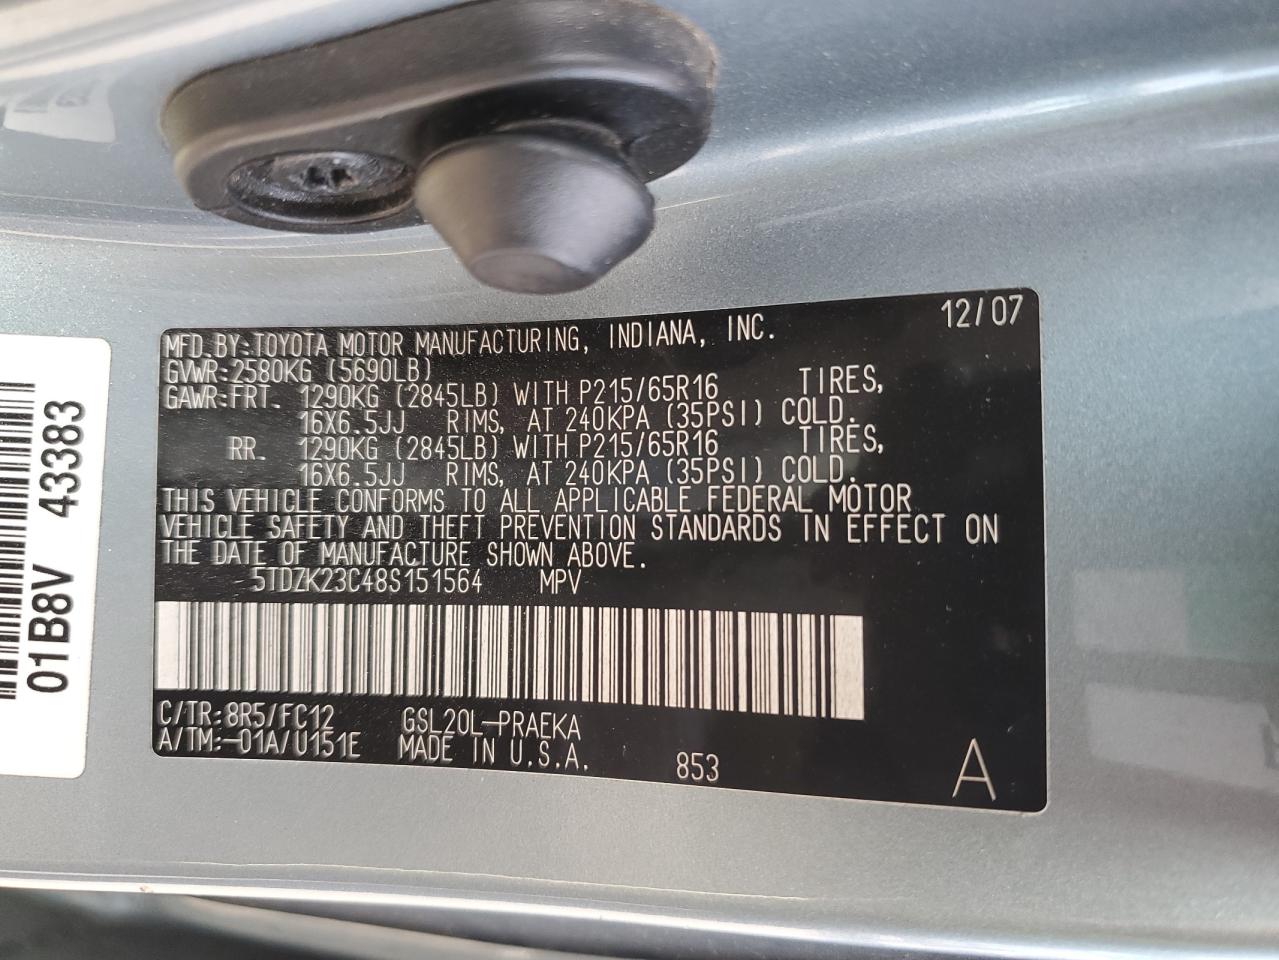 12/07
MFD.BY:TOYOTA MOTOR MANUFACTURING, INDIANA, INC.
GVWR:2580KG (5690LB)
GAWR:FRT. 1290KG (2845LB) WITH P215/65R16 TIRES,
16X6.5JJ RIMS, AT 240KPA (35PSI) COLD.
RR. 1290KG (2845LB) WITH P215/65R16 TIRES,
16X6.5JJ RIMS, AT 240KPA (35PSI) COLD.
THIS VEHICLE CONFORMS TO ALL APPLICABLE FEDERAL MOTOR
VEHICLE SAFETY AND THEFT PREVENTION STANDARDS IN EFFECT ON
THE DATE OF MANUFACTURE SHOWN ABOVE.
5TDZK23C48S151564 MPV
C/TR:8R5/FC12 GSL20L-PRAEKA
A/TM:-01A/U151E MADE IN U.S.A. 853 A
01B8V 43383